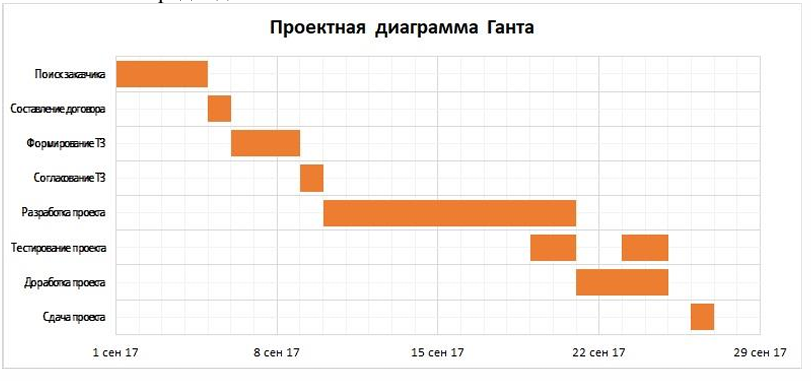 Проектная диаграмма Ганта
Поиск заказчика
Составление договора
Формирование ТЗ
Согласование ТЗ
Разработка проекта
Тестирование проекта
Доработка проекта
Сдача проекта
1 сен 17 8 сен 17 15 сен 17 22 сен 17 29 сен 17